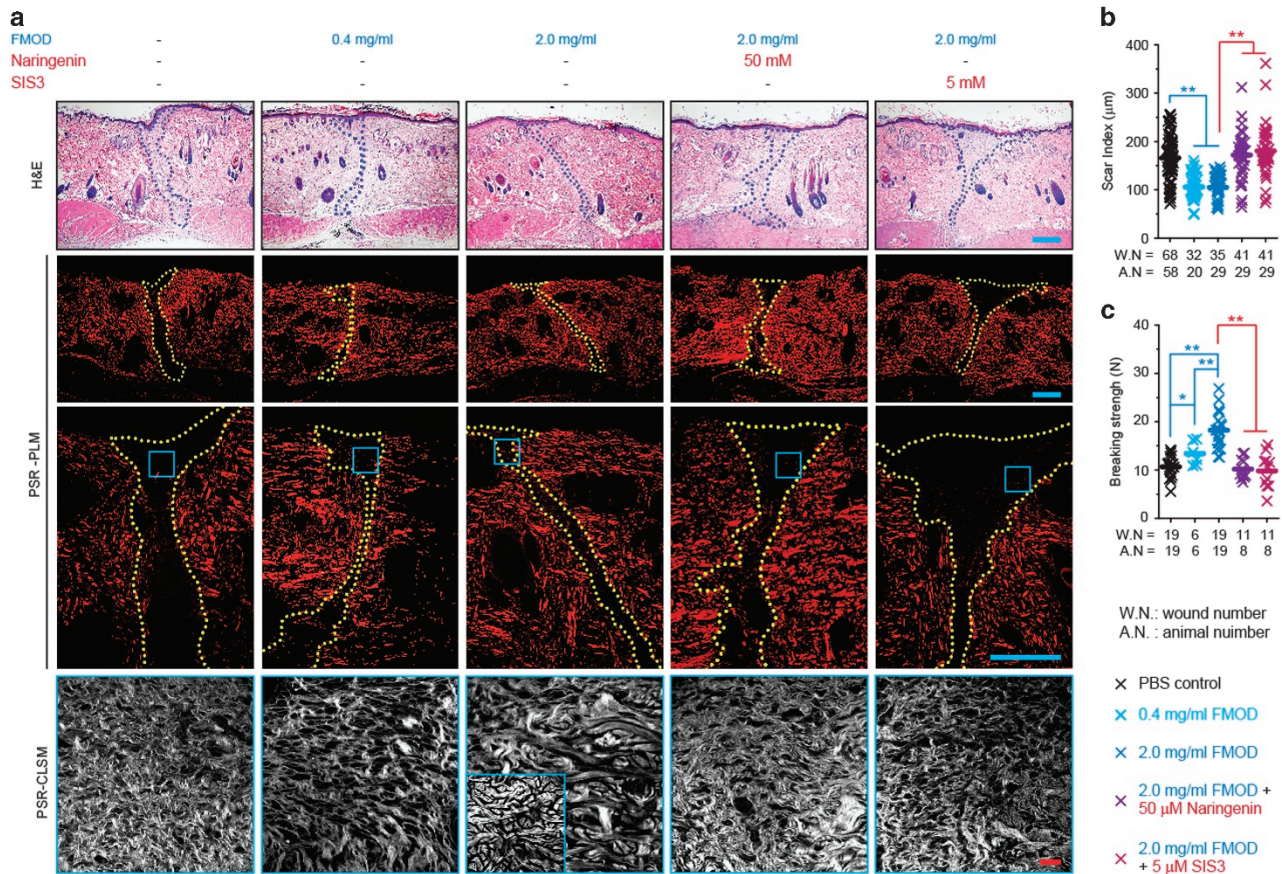 a
FMOD - 0.4 mg/ml 2.0 mg/ml 2.0 mg/ml 2.0 mg/ml
Naringenin - - - 50 mM -
SIS3 - - - - 5 mM
H&E
PSR -PLM
PSR-CLSM
b
Scar Index (μm)
400
300
200
100
0
** **
W.N = 68 32 35 41 41
A.N = 58 20 29 29 29
c
Breaking strengh (N)
40
30
20
10
0
** ** * **
W.N = 19 6 19 11 11
A.N = 19 6 19 8 8
W.N.: wound number
A.N. : animal nuimber
PBS control
0.4 mg/ml FMOD
2.0 mg/ml FMOD
2.0 mg/ml FMOD +
50 μM Naringenin
2.0 mg/ml FMOD
+ 5 μM SIS3